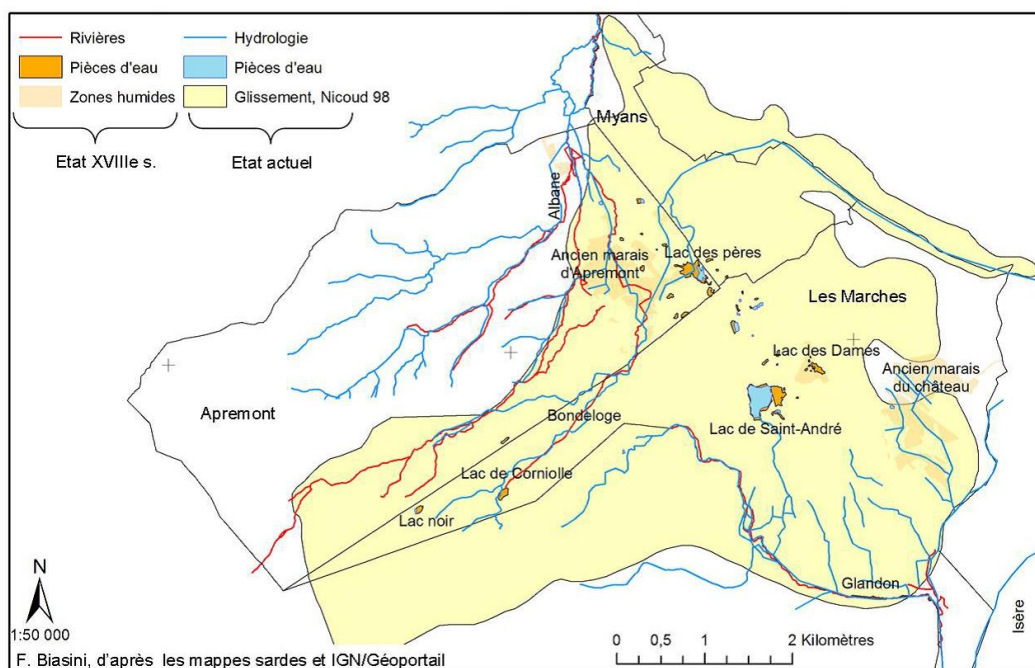 Rivières
Hydrologie
Pièces d'eau
Pièces d'eau
Zones humides
Glissement, Nicoud 98
Etat XVIIIe s.
Etat actuel
Myans
Albane
Ancien marais
d'Apremont
Lac des pères
Les Marches
Lac des Dames
Ancien marais
du château
Apremont
Bondeloge
Lac de Saint-André
Lac de Corniolle
Lac noir
Glandon
Isère
N
1:50 000
0 0,5 1 2 Kilomètres
F. Biasini, d'après les mappes sardes et IGN/Géoportail